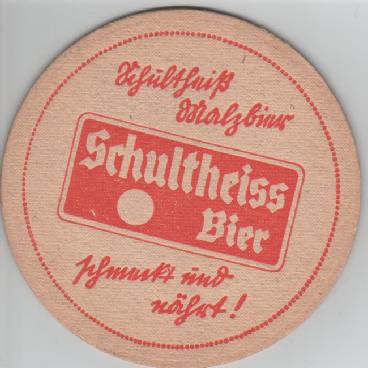 Schultheiß
Malzbier
Schultheiss
Bier
schmeckt und
nährt!